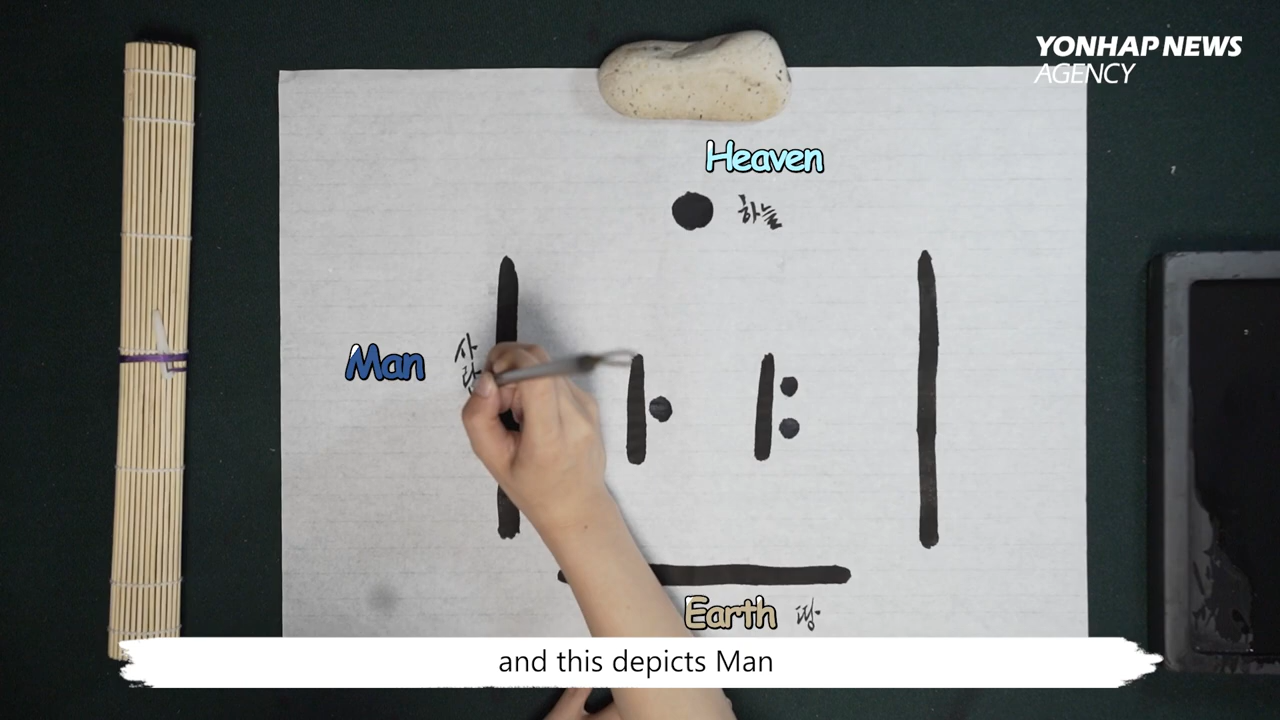 YONHAP NEWS
AGENCY
Heaven
하늘
Man
Earth
땅
and this depicts Man